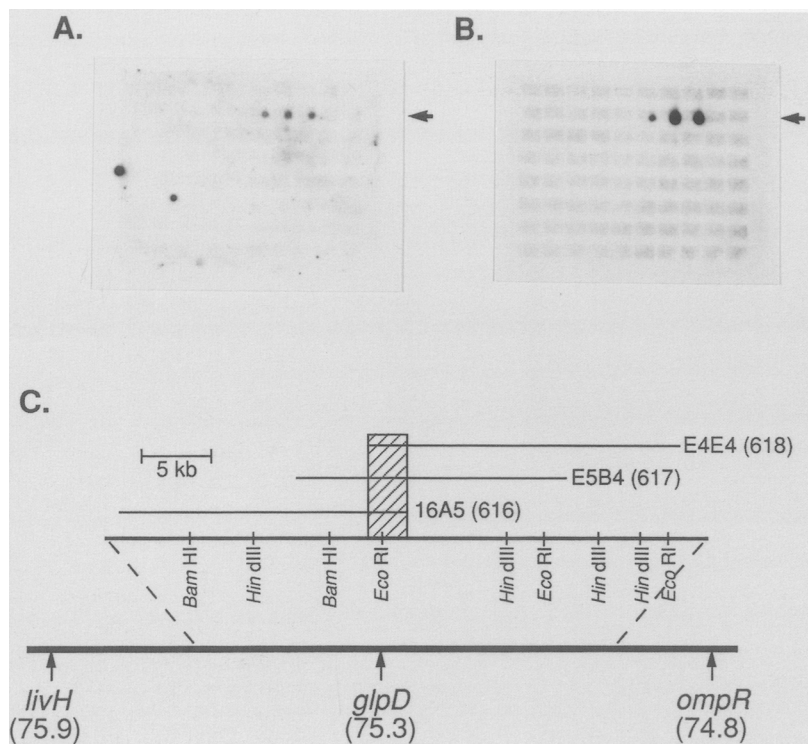 A.
B.
C.
5 kb
E4E4 (618)
E5B4 (617)
16A5 (616)
Bam HI
Hin dIII
Bam HI
Eco RI
Hin dIII
Eco RI
Hin dIII
Hin dIII
Eco RI
livH
(75.9)
glpD
(75.3)
ompR
(74.8)